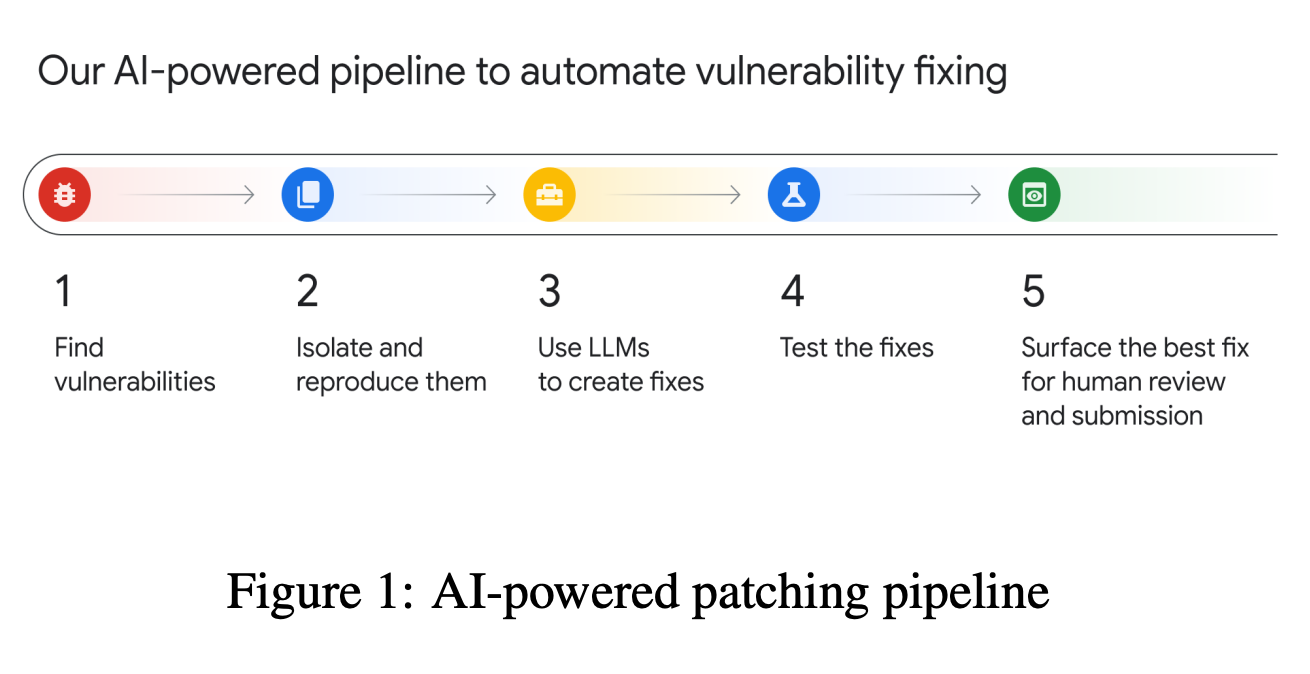 Our AI-powered pipeline to automate vulnerability fixing
1
Find
vulnerabilities
2
Isolate and
reproduce them
3
Use LLMs
to create fixes
4
Test the fixes
5
Surface the best fix
for human review
and submission
Figure 1: AI-powered patching pipeline